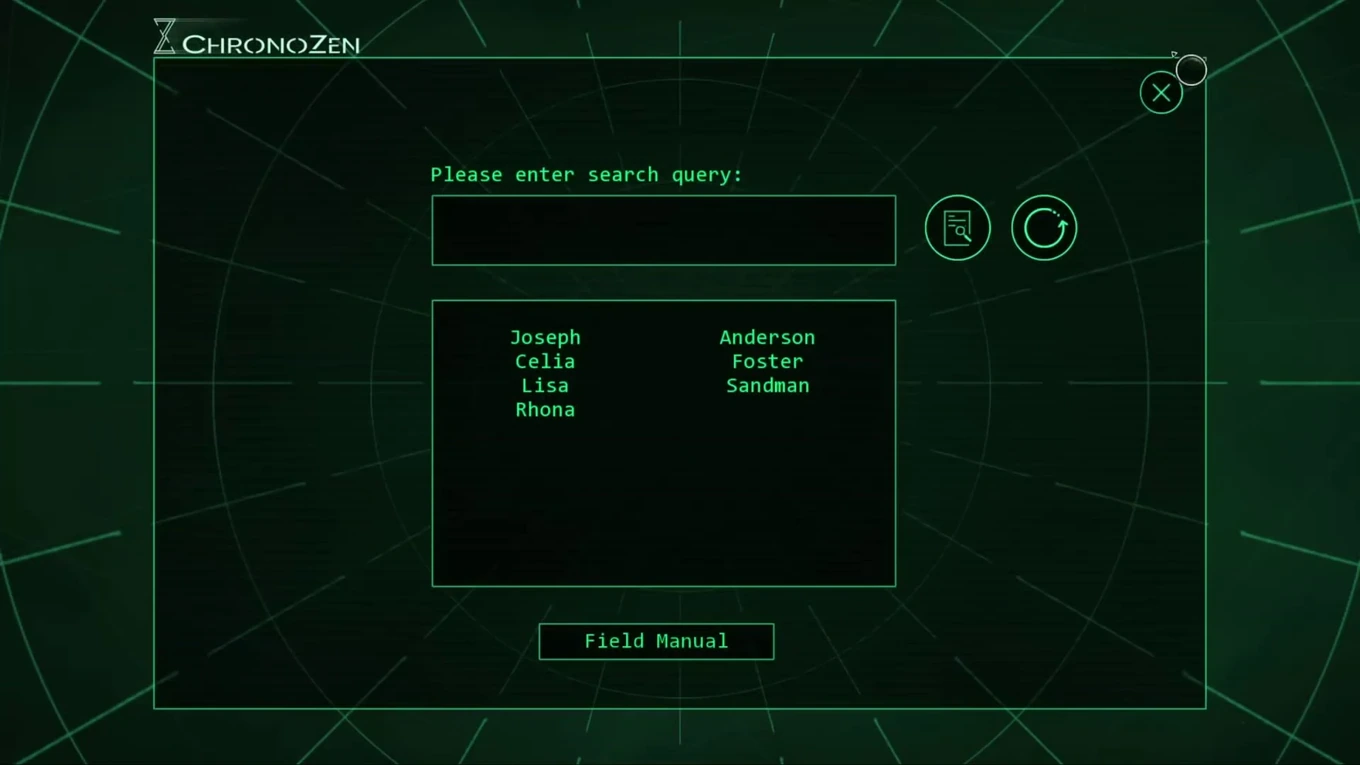 ChronoZen
Please enter search query:
Joseph Anderson
Celia Foster
Lisa Sandman
Rhona
Field Manual